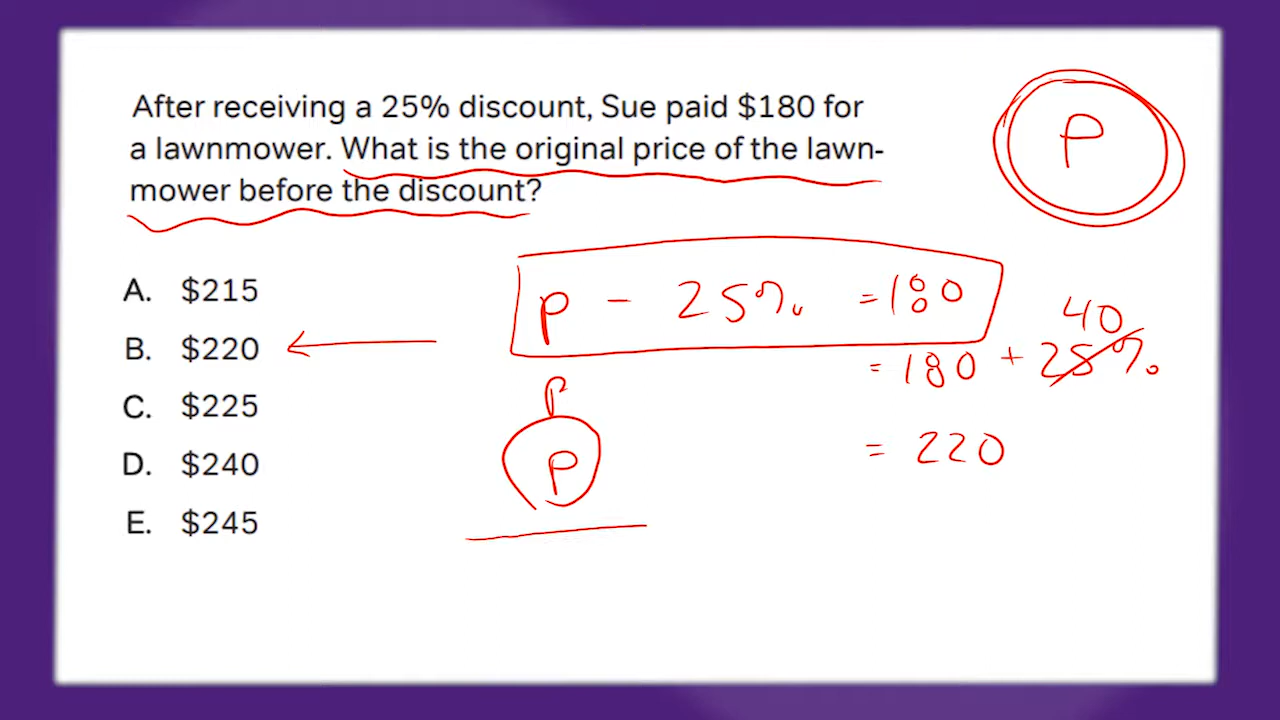 After receiving a 25% discount, Sue paid $180 for
a lawnmower. What is the original price of the lawn-
mower before the discount?
P
A. $215
B. $220
C. $225
D. $240
E. $245
p - 25% = 180
40
= 180 + 25%
= 220
P
P